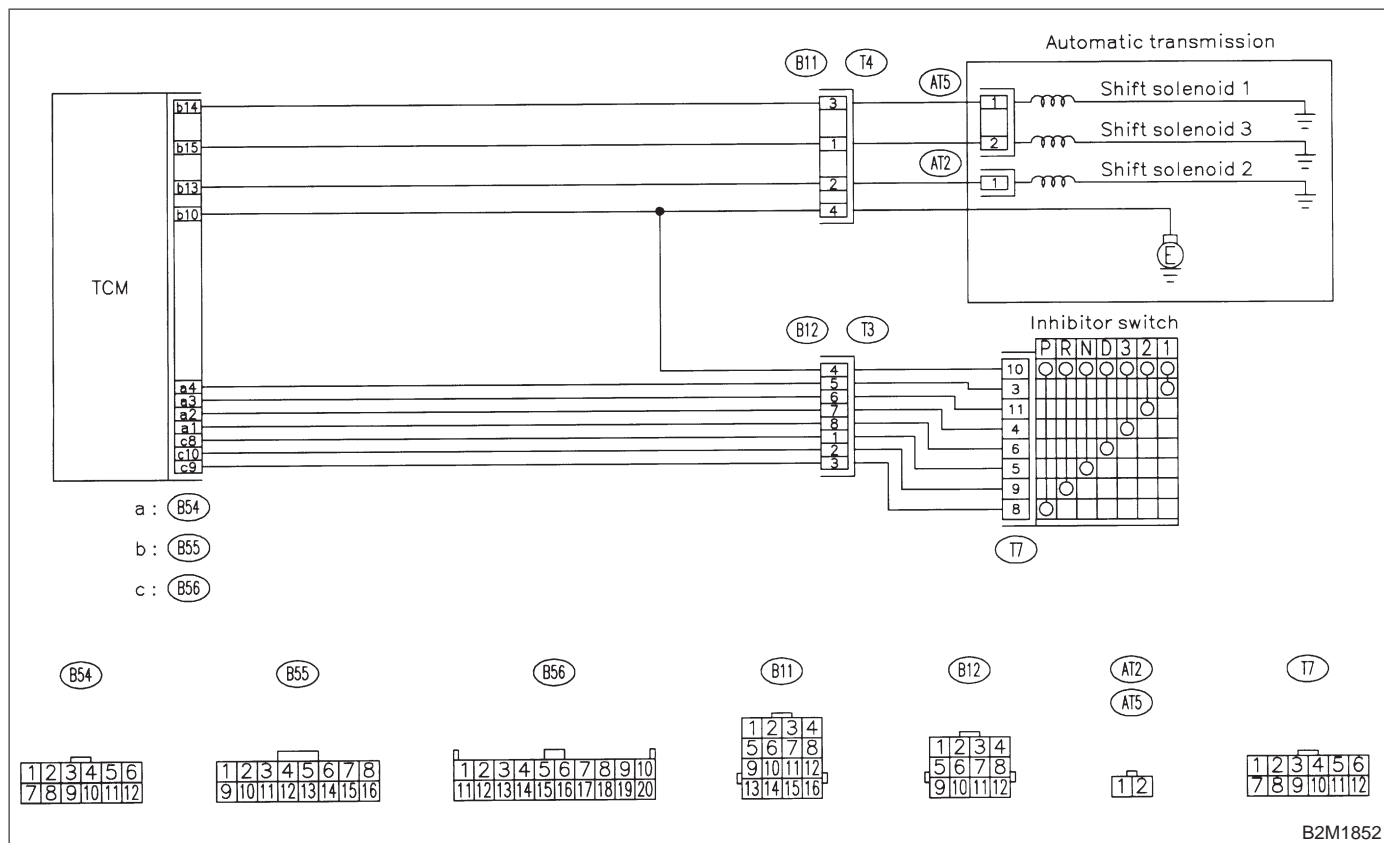 Automatic transmission
B11 T4
AT5
b14 3 1 Shift solenoid 1
b15 1 2 Shift solenoid 3
AT2
b13 2 1 Shift solenoid 2
b10 4
E
TCM
B12 T3
Inhibitor switch
P R N D 3 2 1
4 10
a4 5 3
a3 6 11
a2 7 4
a1 8 6
c8 1 5
c10 2 9
c9 3 8
T7
a : B54
b : B55
c : B56
B54 B55 B56 B11 B12 AT2 T7
AT5
1 2 3 4 5 6
7 8 9 10 11 12
1 2 3 4 5 6 7 8
9 10 11 12 13 14 15 16
1 2 3 4 5 6 7 8 9 10
11 12 13 14 15 16 17 18 19 20
1 2 3 4
5 6 7 8
9 10 11 12
13 14 15 16
1 2 3 4
5 6 7 8
9 10 11 12
1 2
1 2 3 4 5 6
7 8 9 10 11 12
B2M1852